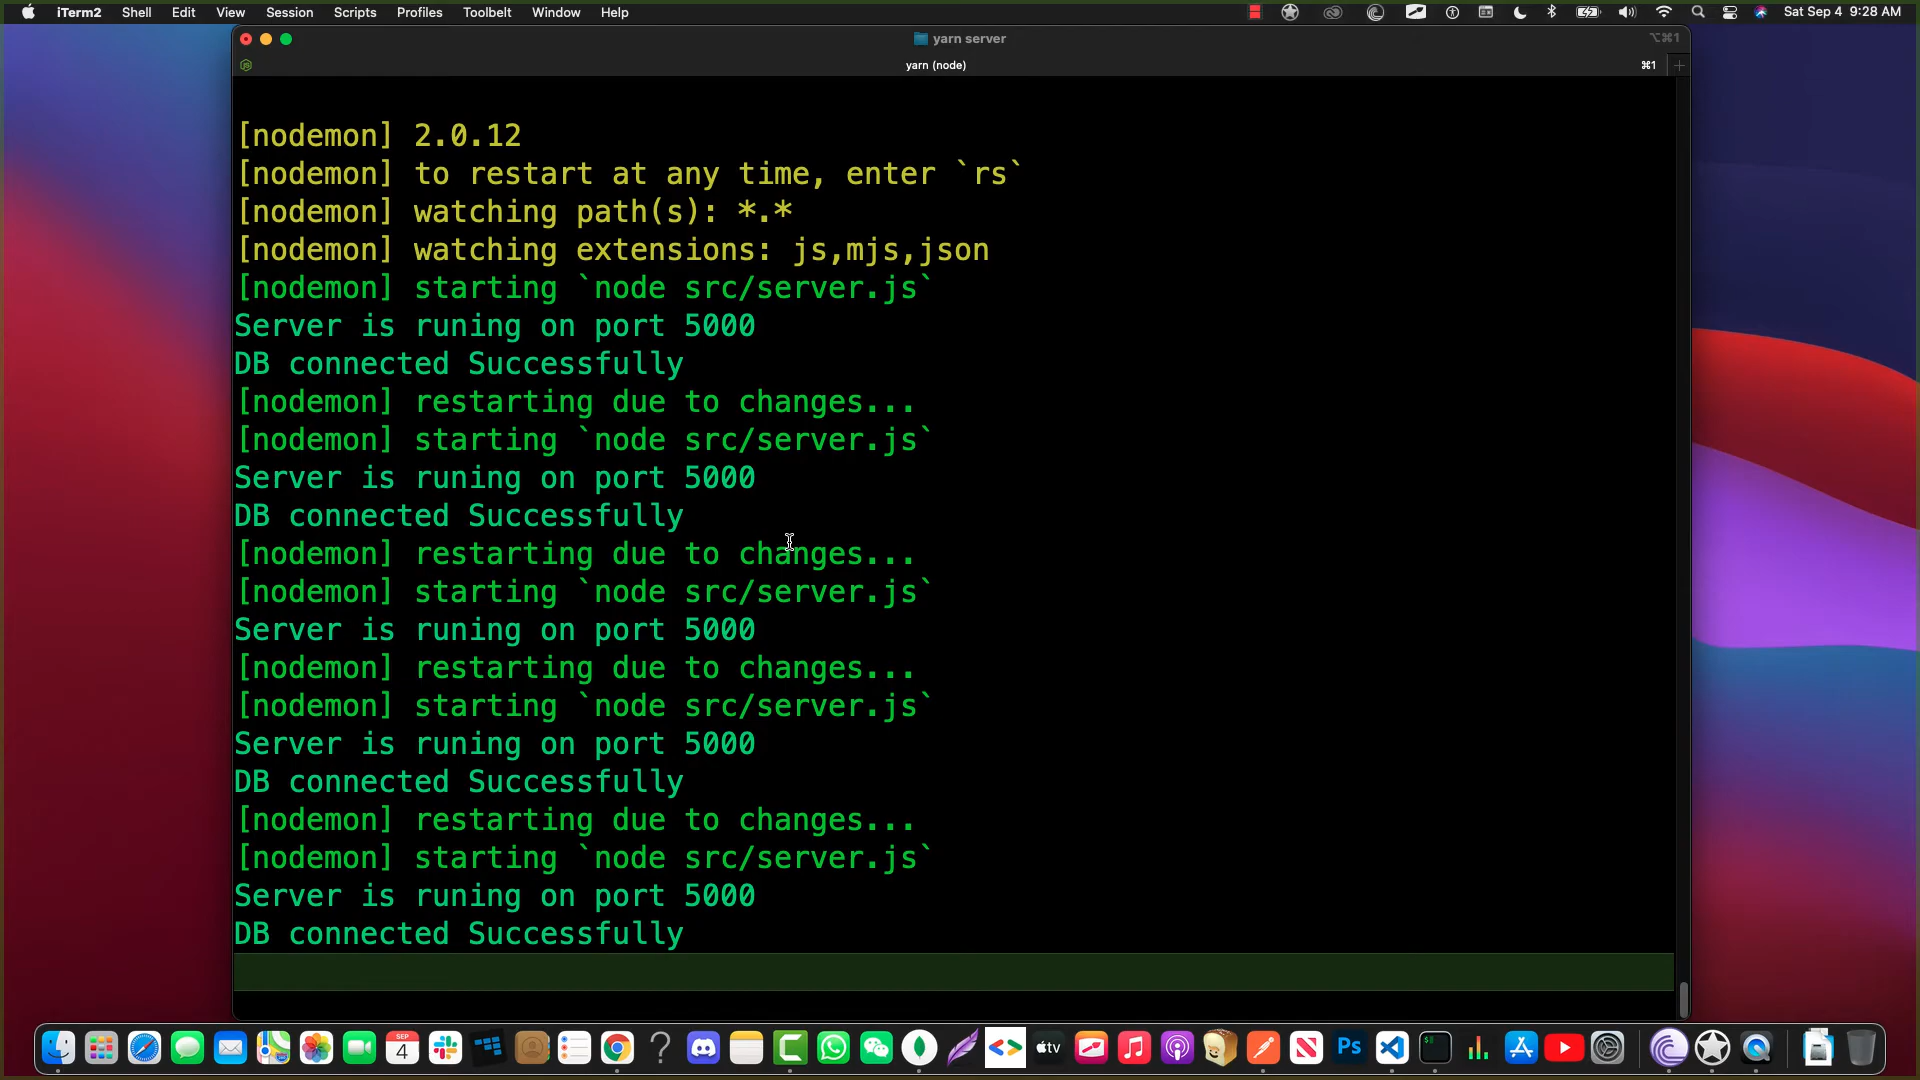 iTerm2 Shell Edit View Session Scripts Profiles Toolbelt Window Help Sat Sep 4 9:28 AM
yarn server ⌥⌘1
yarn (node) ⌘1
[nodemon] 2.0.12
[nodemon] to restart at any time, enter `rs`
[nodemon] watching path(s): *.*
[nodemon] watching extensions: js,mjs,json
[nodemon] starting `node src/server.js`
Server is runing on port 5000
DB connected Successfully
[nodemon] restarting due to changes...
[nodemon] starting `node src/server.js`
Server is runing on port 5000
DB connected Successfully
[nodemon] restarting due to changes...
[nodemon] starting `node src/server.js`
Server is runing on port 5000
[nodemon] restarting due to changes...
[nodemon] starting `node src/server.js`
Server is runing on port 5000
DB connected Successfully
[nodemon] restarting due to changes...
[nodemon] starting `node src/server.js`
Server is runing on port 5000
DB connected Successfully
SEP
4 tv Ps